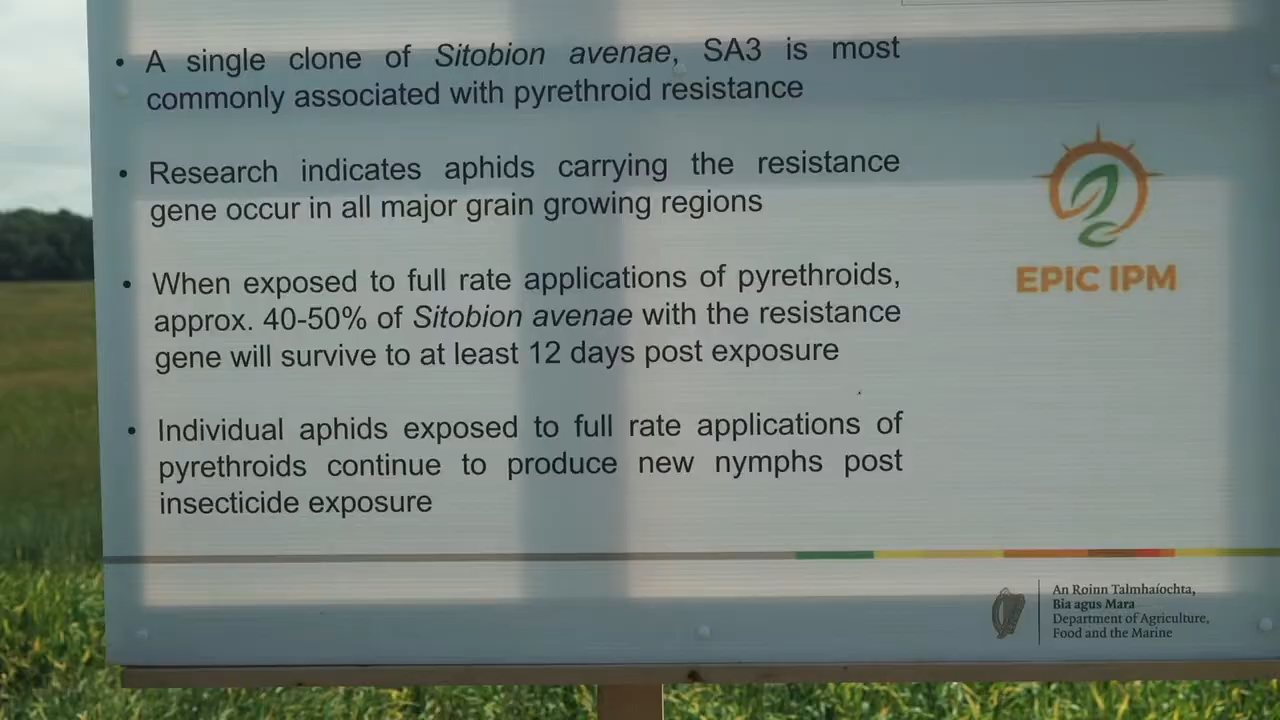 • A single clone of Sitobion avenae, SA3 is most
commonly associated with pyrethroid resistance
• Research indicates aphids carrying the resistance
gene occur in all major grain growing regions
• When exposed to full rate applications of pyrethroids,
approx. 40-50% of Sitobion avenae with the resistance
gene will survive to at least 12 days post exposure
• Individual aphids exposed to full rate applications of
pyrethroids continue to produce new nymphs post
insecticide exposure
EPIC IPM
An Roinn Talmhaíochta,
Bia agus Mara
Department of Agriculture,
Food and the Marine